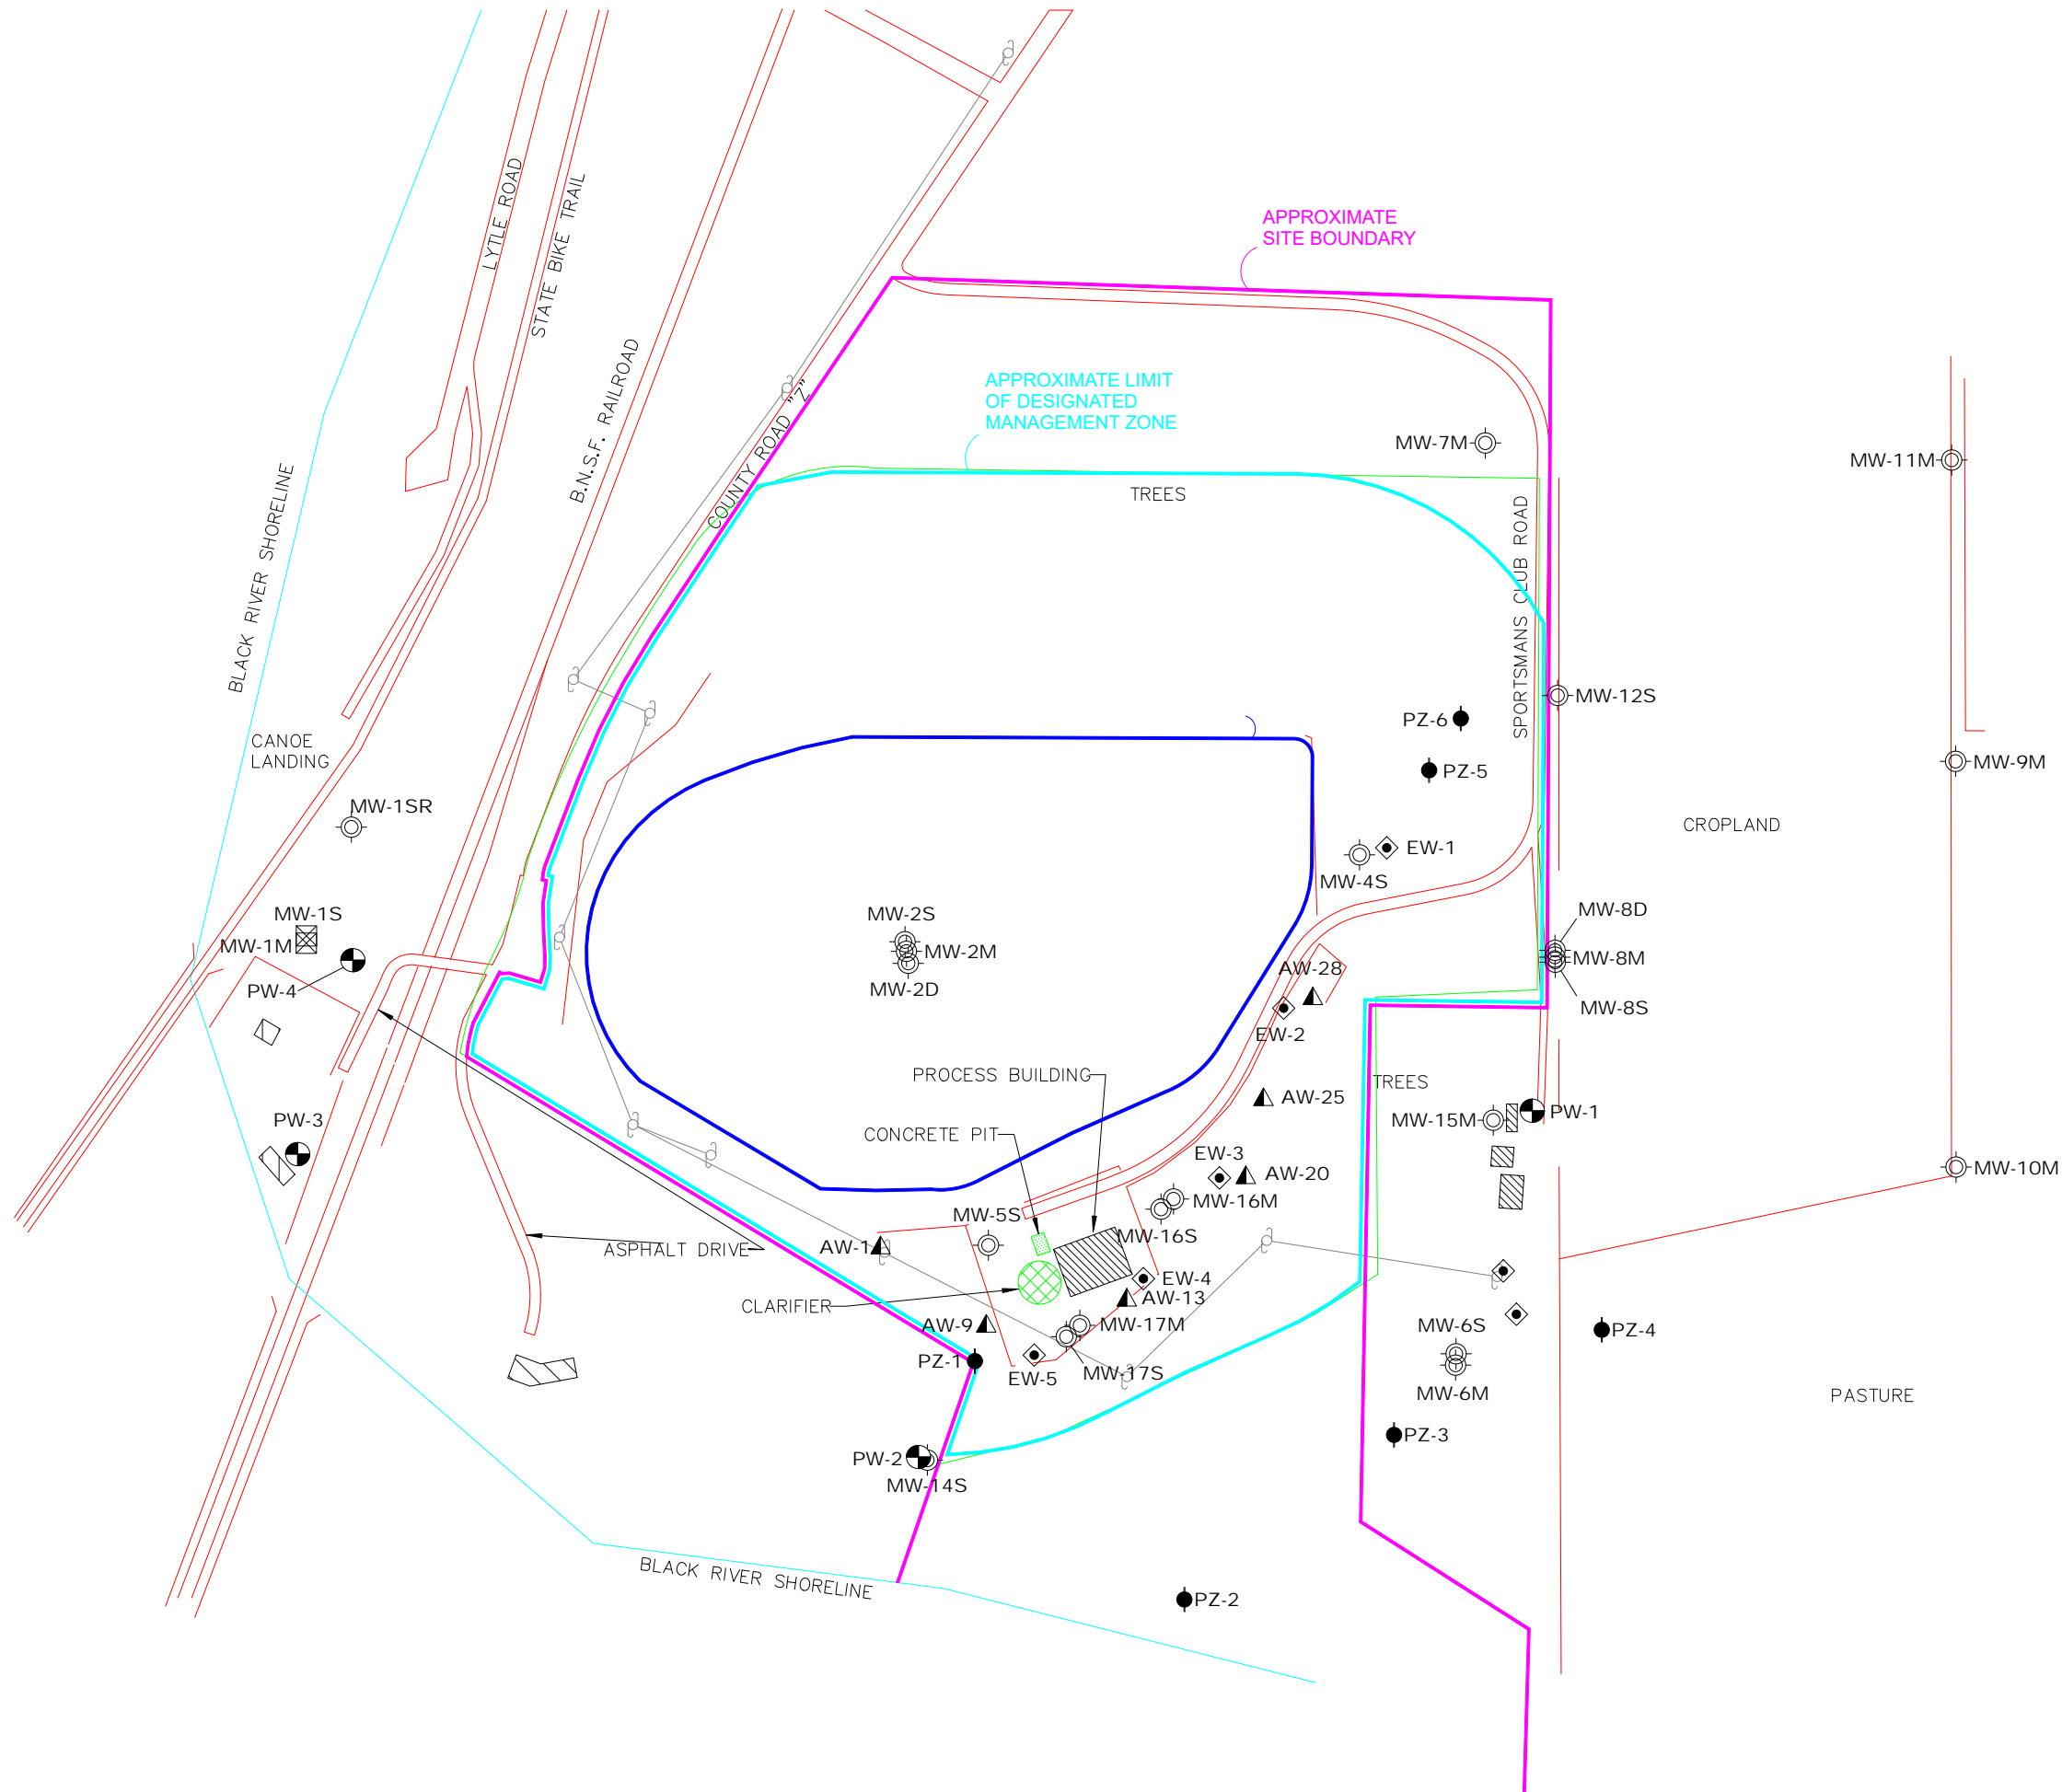 APPROXIMATE
SITE BOUNDARY
LYTLE ROAD
STATE BIKE TRAIL
B.N.S.F. RAILROAD
COUNTY ROAD "Z"
APPROXIMATE LIMIT
OF DESIGNATED
MANAGEMENT ZONE
MW-7M
MW-11M
TREES
BLACK RIVER SHORELINE
SPORTSMANS CLUB ROAD
MW-12S
PZ-6
CANOE
LANDING
PZ-5
MW-9M
MW-1SR
CROPLAND
EW-1
MW-4S
MW-1S
MW-2S
MW-8D
MW-1M
MW-2M
MW-8M
AW-28
PW-4
MW-2D
MW-8S
EW-2
PROCESS BUILDING
TREES
AW-25
PW-3
MW-15M
PW-1
CONCRETE PIT
EW-3
AW-20
MW-10M
MW-16M
MW-5S
MW-16S
AW-1
ASPHALT DRIVE
EW-4
CLARIFIER
AW-13
AW-9
MW-17M
MW-6S
PZ-4
PZ-1
EW-5
MW-17S
MW-6M
PASTURE
PZ-3
PW-2
MW-14S
BLACK RIVER SHORELINE
PZ-2